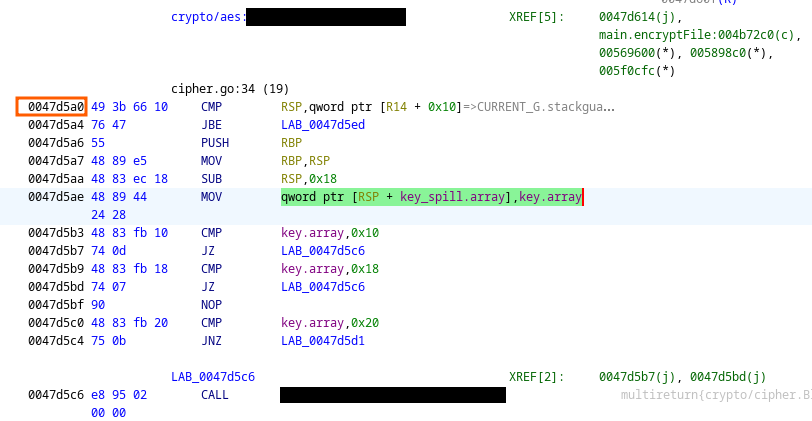 crypto/aes: XREF[5]: 0047d614(j),
main.encryptFile:004b72c0(c),
00569600(*), 005898c0(*),
005f0cfc(*)
cipher.go:34 (19)
0047d5a0 49 3b 66 10 CMP RSP,qword ptr [R14 + 0x10]=>CURRENT_G.stackgua...
0047d5a4 76 47 JBE LAB_0047d5ed
0047d5a6 55 PUSH RBP
0047d5a7 48 89 e5 MOV RBP,RSP
0047d5aa 48 83 ec 18 SUB RSP,0x18
0047d5ae 48 89 44 MOV qword ptr [RSP + key_spill.array],key.array
24 28
0047d5b3 48 83 fb 10 CMP key.array,0x10
0047d5b7 74 0d JZ LAB_0047d5c6
0047d5b9 48 83 fb 18 CMP key.array,0x18
0047d5bd 74 07 JZ LAB_0047d5c6
0047d5bf 90 NOP
0047d5c0 48 83 fb 20 CMP key.array,0x20
0047d5c4 75 0b JNZ LAB_0047d5d1
LAB_0047d5c6 XREF[2]: 0047d5b7(j), 0047d5bd(j)
0047d5c6 e8 95 02 CALL multireturn{crypto/cipher.B
00 00